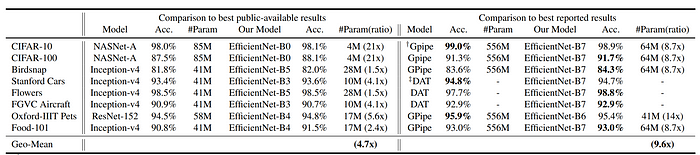 Comparison to best public-available results Comparison to best reported results
Model Acc. #Param Our Model Acc. #Param(ratio) Model Acc. #Param Our Model Acc. #Param(ratio)
CIFAR-10 NASNet-A 98.0% 85M EfficientNet-B0 98.1% 4M (21x) †Gpipe 99.0% 556M EfficientNet-B7 98.9% 64M (8.7x)
CIFAR-100 NASNet-A 87.5% 85M EfficientNet-B0 88.1% 4M (21x) Gpipe 91.3% 556M EfficientNet-B7 91.7% 64M (8.7x)
Birdsnap Inception-v4 81.8% 41M EfficientNet-B5 82.0% 28M (1.5x) GPipe 83.6% 556M EfficientNet-B7 84.3% 64M (8.7x)
Stanford Cars Inception-v4 93.4% 41M EfficientNet-B3 93.6% 10M (4.1x) ‡DAT 94.8% - EfficientNet-B7 94.7% -
Flowers Inception-v4 98.5% 41M EfficientNet-B5 98.5% 28M (1.5x) DAT 97.7% - EfficientNet-B7 98.8% -
FGVC Aircraft Inception-v4 90.9% 41M EfficientNet-B3 90.7% 10M (4.1x) DAT 92.9% - EfficientNet-B7 92.9% -
Oxford-IIIT Pets ResNet-152 94.5% 58M EfficientNet-B4 94.8% 17M (5.6x) GPipe 95.9% 556M EfficientNet-B6 95.4% 41M (14x)
Food-101 Inception-v4 90.8% 41M EfficientNet-B4 91.5% 17M (2.4x) GPipe 93.0% 556M EfficientNet-B7 93.0% 64M (8.7x)
Geo-Mean (4.7x) (9.6x)